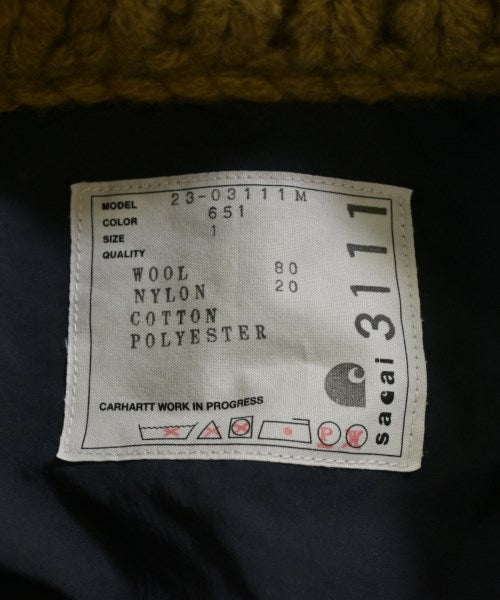 MODEL 23-03111M
COLOR 651
SIZE 1
QUALITY
WOOL 80
NYLON 20
COTTON
POLYESTER
CARHARTT WORK IN PROGRESS
P
sacai 3111